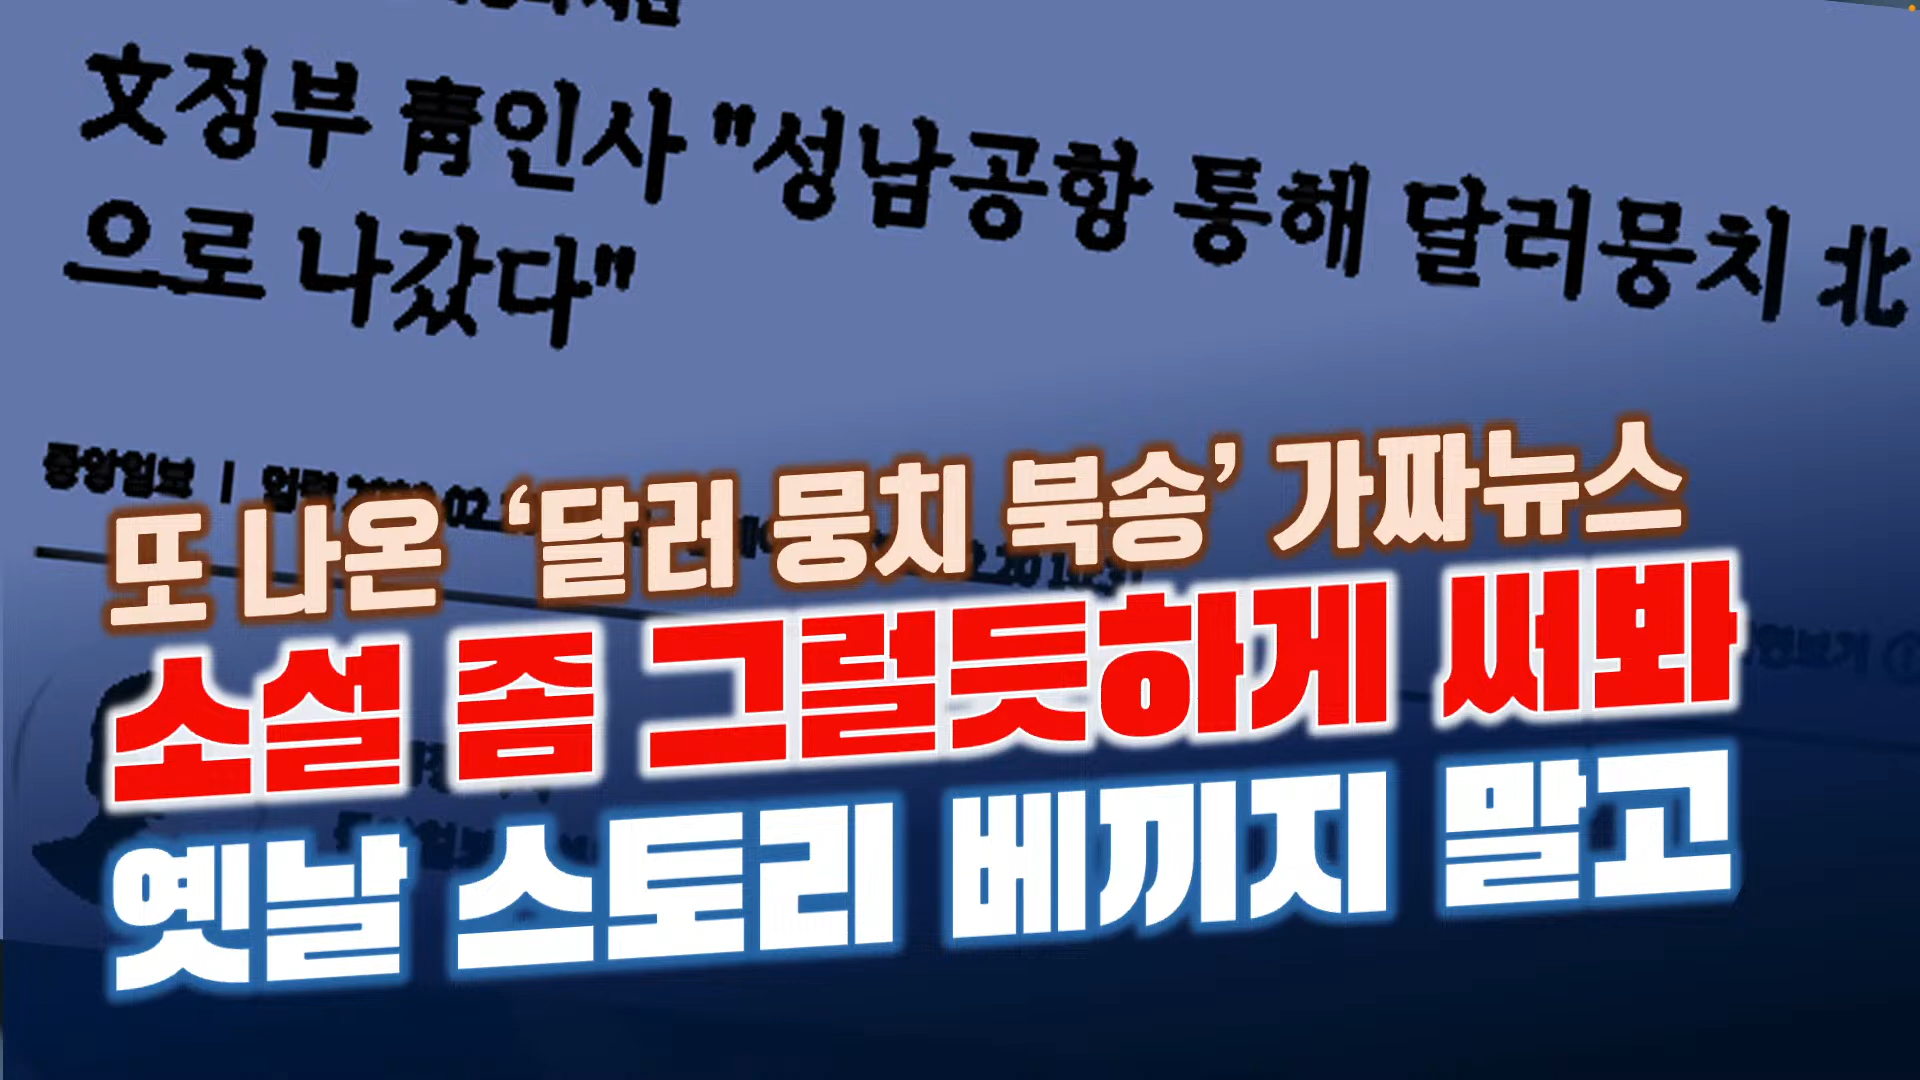 文정부 靑인사 "성남공항 통해 달러뭉치 北
으로 나갔다"
중앙일보 | 입력
또 나온 ‘달러 뭉치 북송’ 가짜뉴스
소설 좀 그럴듯하게 써봐
옛날 스토리 베끼지 말고